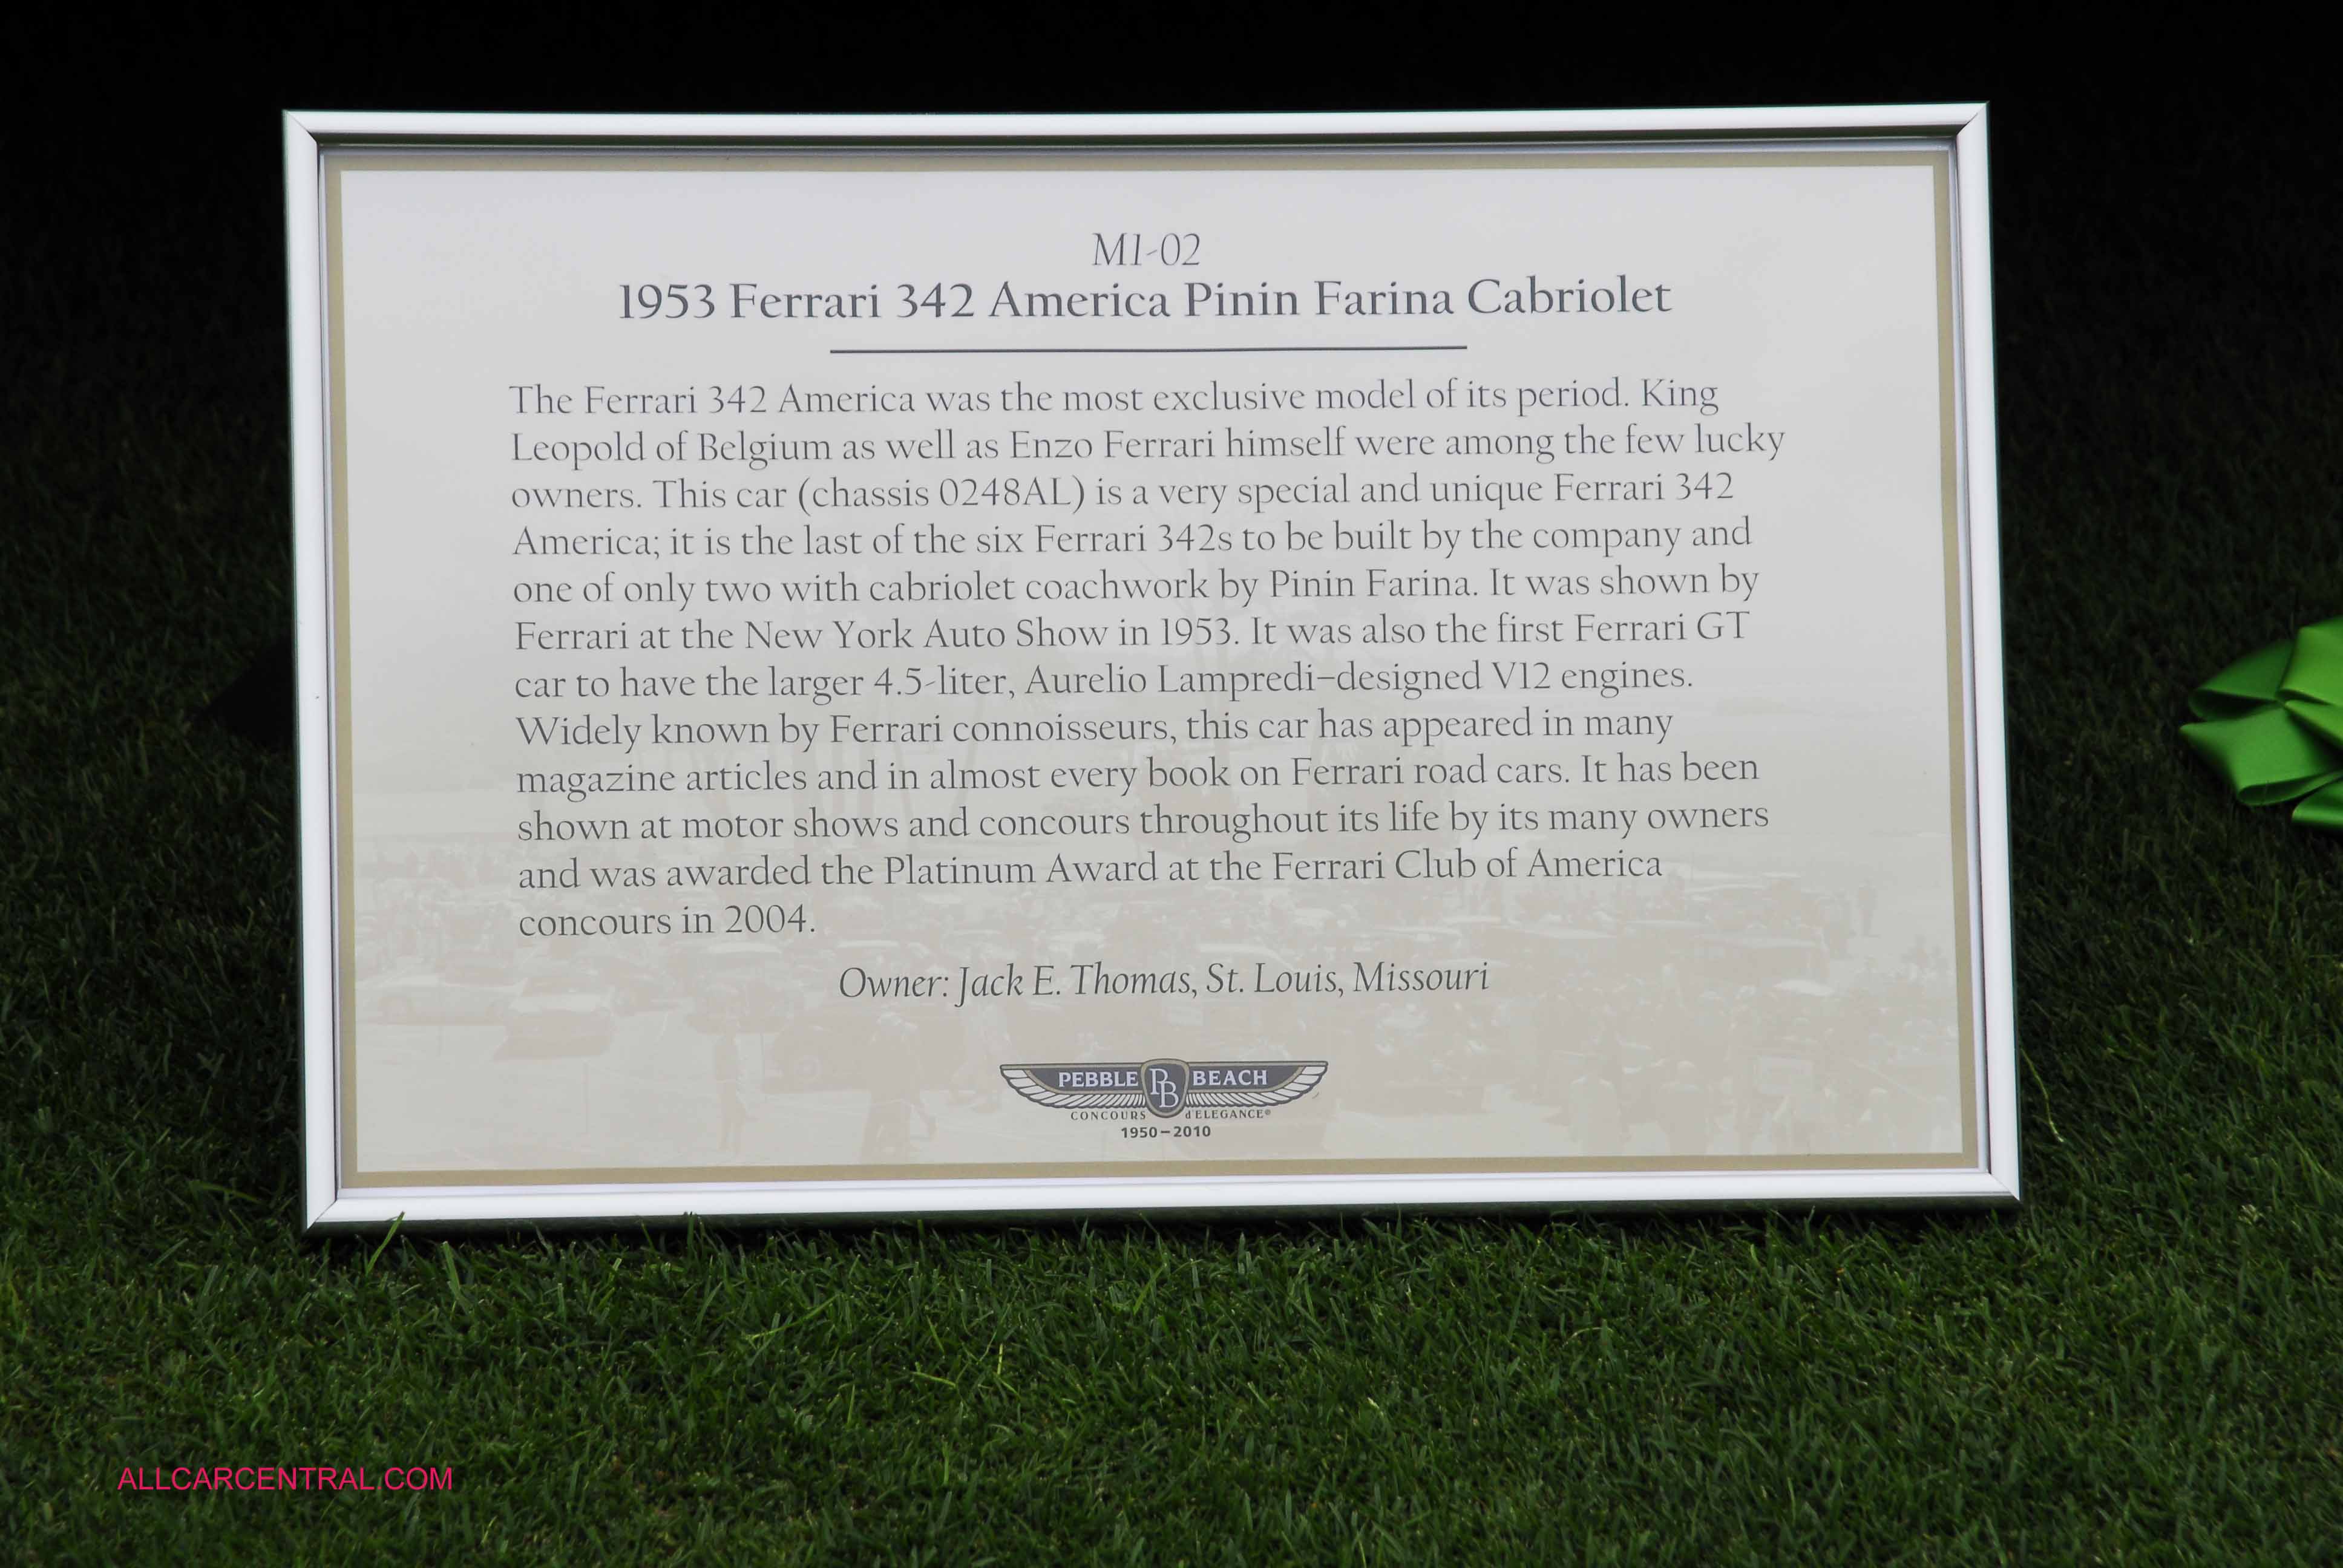 M1-02
1953 Ferrari 342 America Pinin Farina Cabriolet
The Ferrari 342 America was the most exclusive model of its period. King
Leopold of Belgium as well as Enzo Ferrari himself were among the few lucky
owners. This car (chassis 0248AL) is a very special and unique Ferrari 342
America; it is the last of the six Ferrari 342s to be built by the company and
one of only two with cabriolet coachwork by Pinin Farina. It was shown by
Ferrari at the New York Auto Show in 1953. It was also the first Ferrari GT
car to have the larger 4.5-liter, Aurelio Lampredi–designed V12 engines.
Widely known by Ferrari connoisseurs, this car has appeared in many
magazine articles and in almost every book on Ferrari road cars. It has been
shown at motor shows and concours throughout its life by its many owners
and was awarded the Platinum Award at the Ferrari Club of America
concours in 2004.
Owner: Jack E. Thomas, St. Louis, Missouri
PEBBLE PB BEACH
CONCOURS d'ELEGANCE®
1950–2010
ALLCARCENTRAL.COM